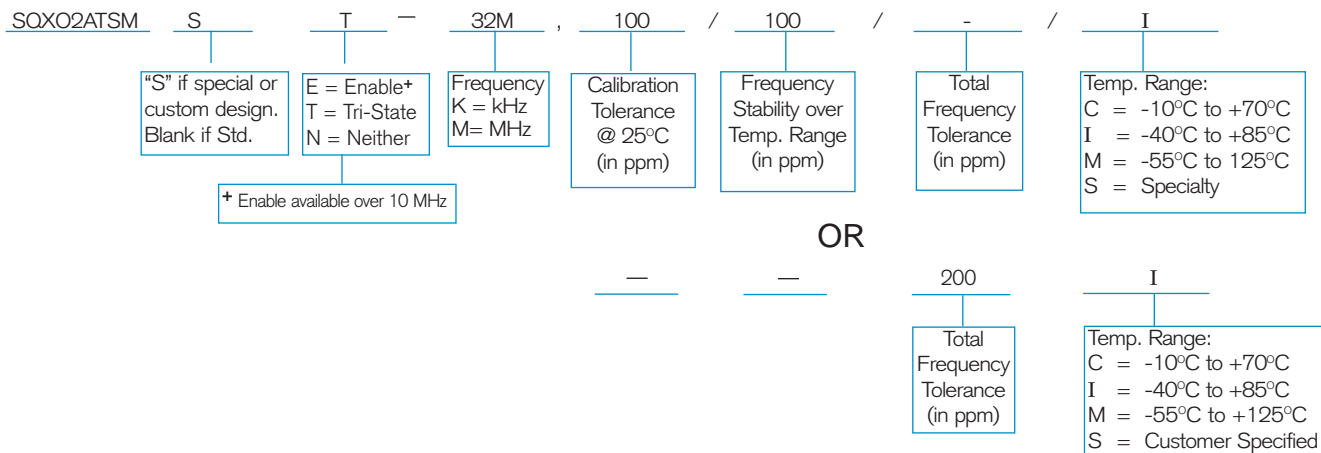 SQXO2ATSM S T — 32M , 100 / 100 / - / I
"S" if special or
custom design.
Blank if Std.
E = Enable+
T = Tri-State
N = Neither
+ Enable available over 10 MHz
Frequency
K = kHz
M= MHz
Calibration
Tolerance
@ 25°C
(in ppm)
Frequency
Stability over
Temp. Range
(in ppm)
Total
Frequency
Tolerance
(in ppm)
Temp. Range:
C = -10°C to +70°C
I = -40°C to +85°C
M = -55°C to 125°C
S = Specialty
OR
— — 200 I
Total
Frequency
Tolerance
(in ppm)
Temp. Range:
C = -10°C to +70°C
I = -40°C to +85°C
M = -55°C to +125°C
S = Customer Specified